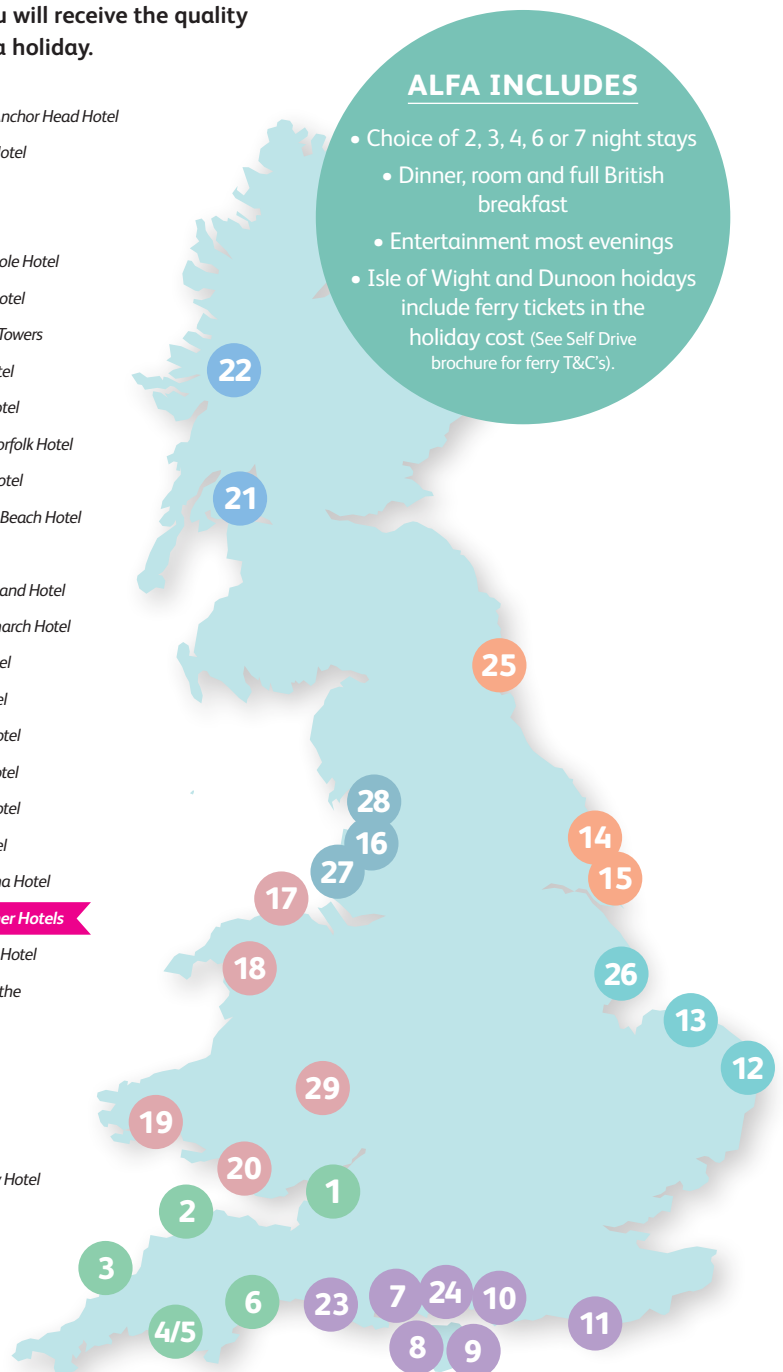 u will receive the quality
a holiday.
nchor Head Hotel
otel
ole Hotel
otel
Towers
tel
otel
orfolk Hotel
otel
Beach Hotel
and Hotel
arch Hotel
el
el
otel
otel
otel
el
na Hotel
er Hotels
Hotel
the
y Hotel
ALFA INCLUDES
• Choice of 2, 3, 4, 6 or 7 night stays
• Dinner, room and full British
breakfast
• Entertainment most evenings
• Isle of Wight and Dunoon hoidays
include ferry tickets in the
holiday cost (See Self Drive
brochure for ferry T&C's).
22
21
25
28
16
27
14
15
17
18
26
13
12
29
19
20
1
2
3
4/5
6
23
7
24
10
11
8
9